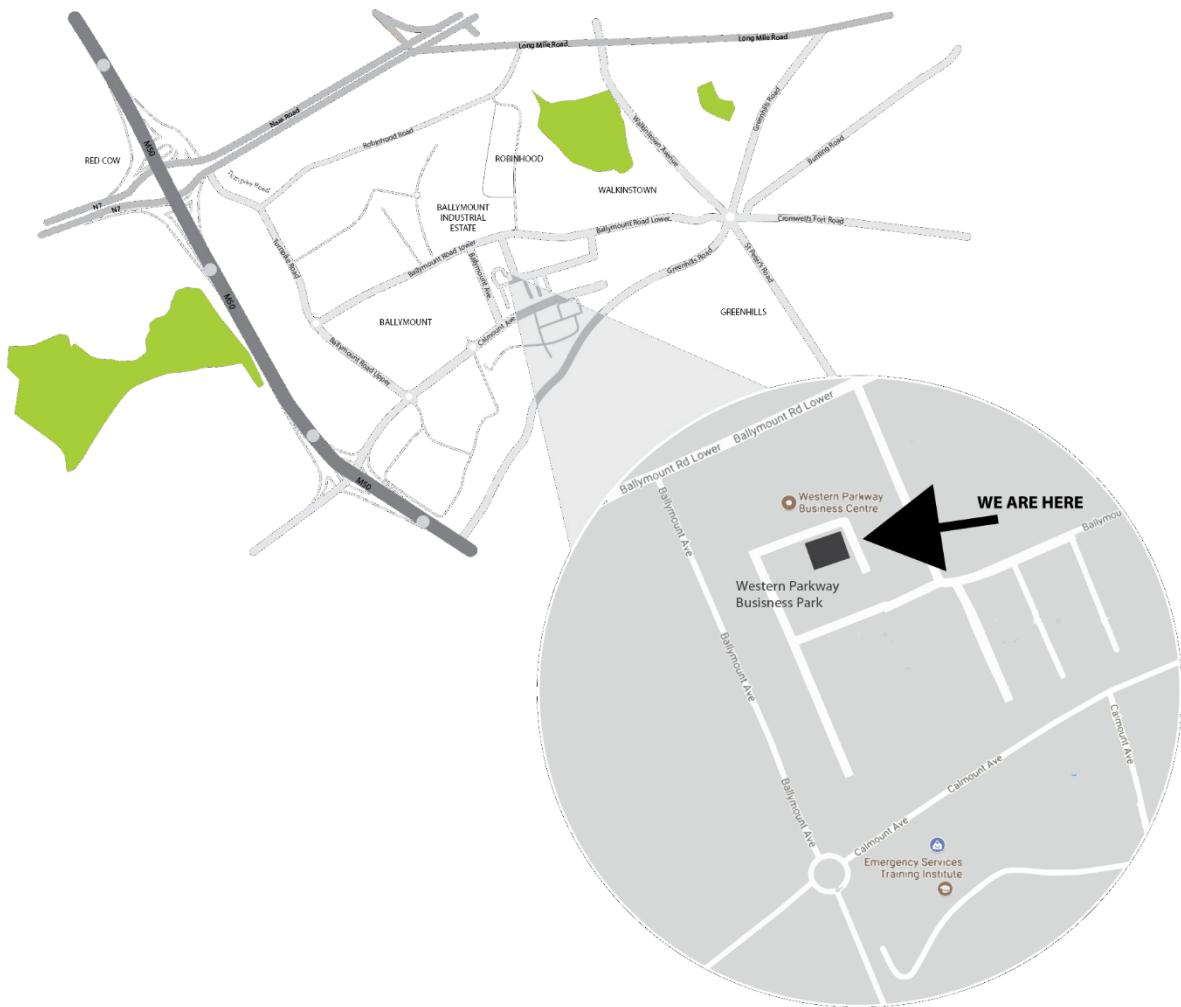 Long Mile Road
Long Mile Road
Naas Road
M50
RED COW
Robinhood Road
ROBINHOOD
Walkinstown Avenue
Greenhills Road
Bunting Road
Turnpike Road
WALKINSTOWN
N7
N7
BALLYMOUNT
INDUSTRIAL
ESTATE
Ballymount Road Lower
Cromwells Fort Road
Turnpike Road
Ballymount Road Lower
Ballymount Ave
Greenhills Road
St Peter's Road
M50
BALLYMOUNT
Calmount Ave
GREENHILLS
Ballymount Road Upper
M50
Ballymount Rd Lower
Ballymount Rd Lower
Ballymount Ave
Western Parkway
Business Centre
WE ARE HERE
Ballymou
Western Parkway
Busisness Park
Ballymount Ave
Calmount Ave
Calmount Ave
Ballymount Ave
Calmount Ave
Emergency Services
Training Institute